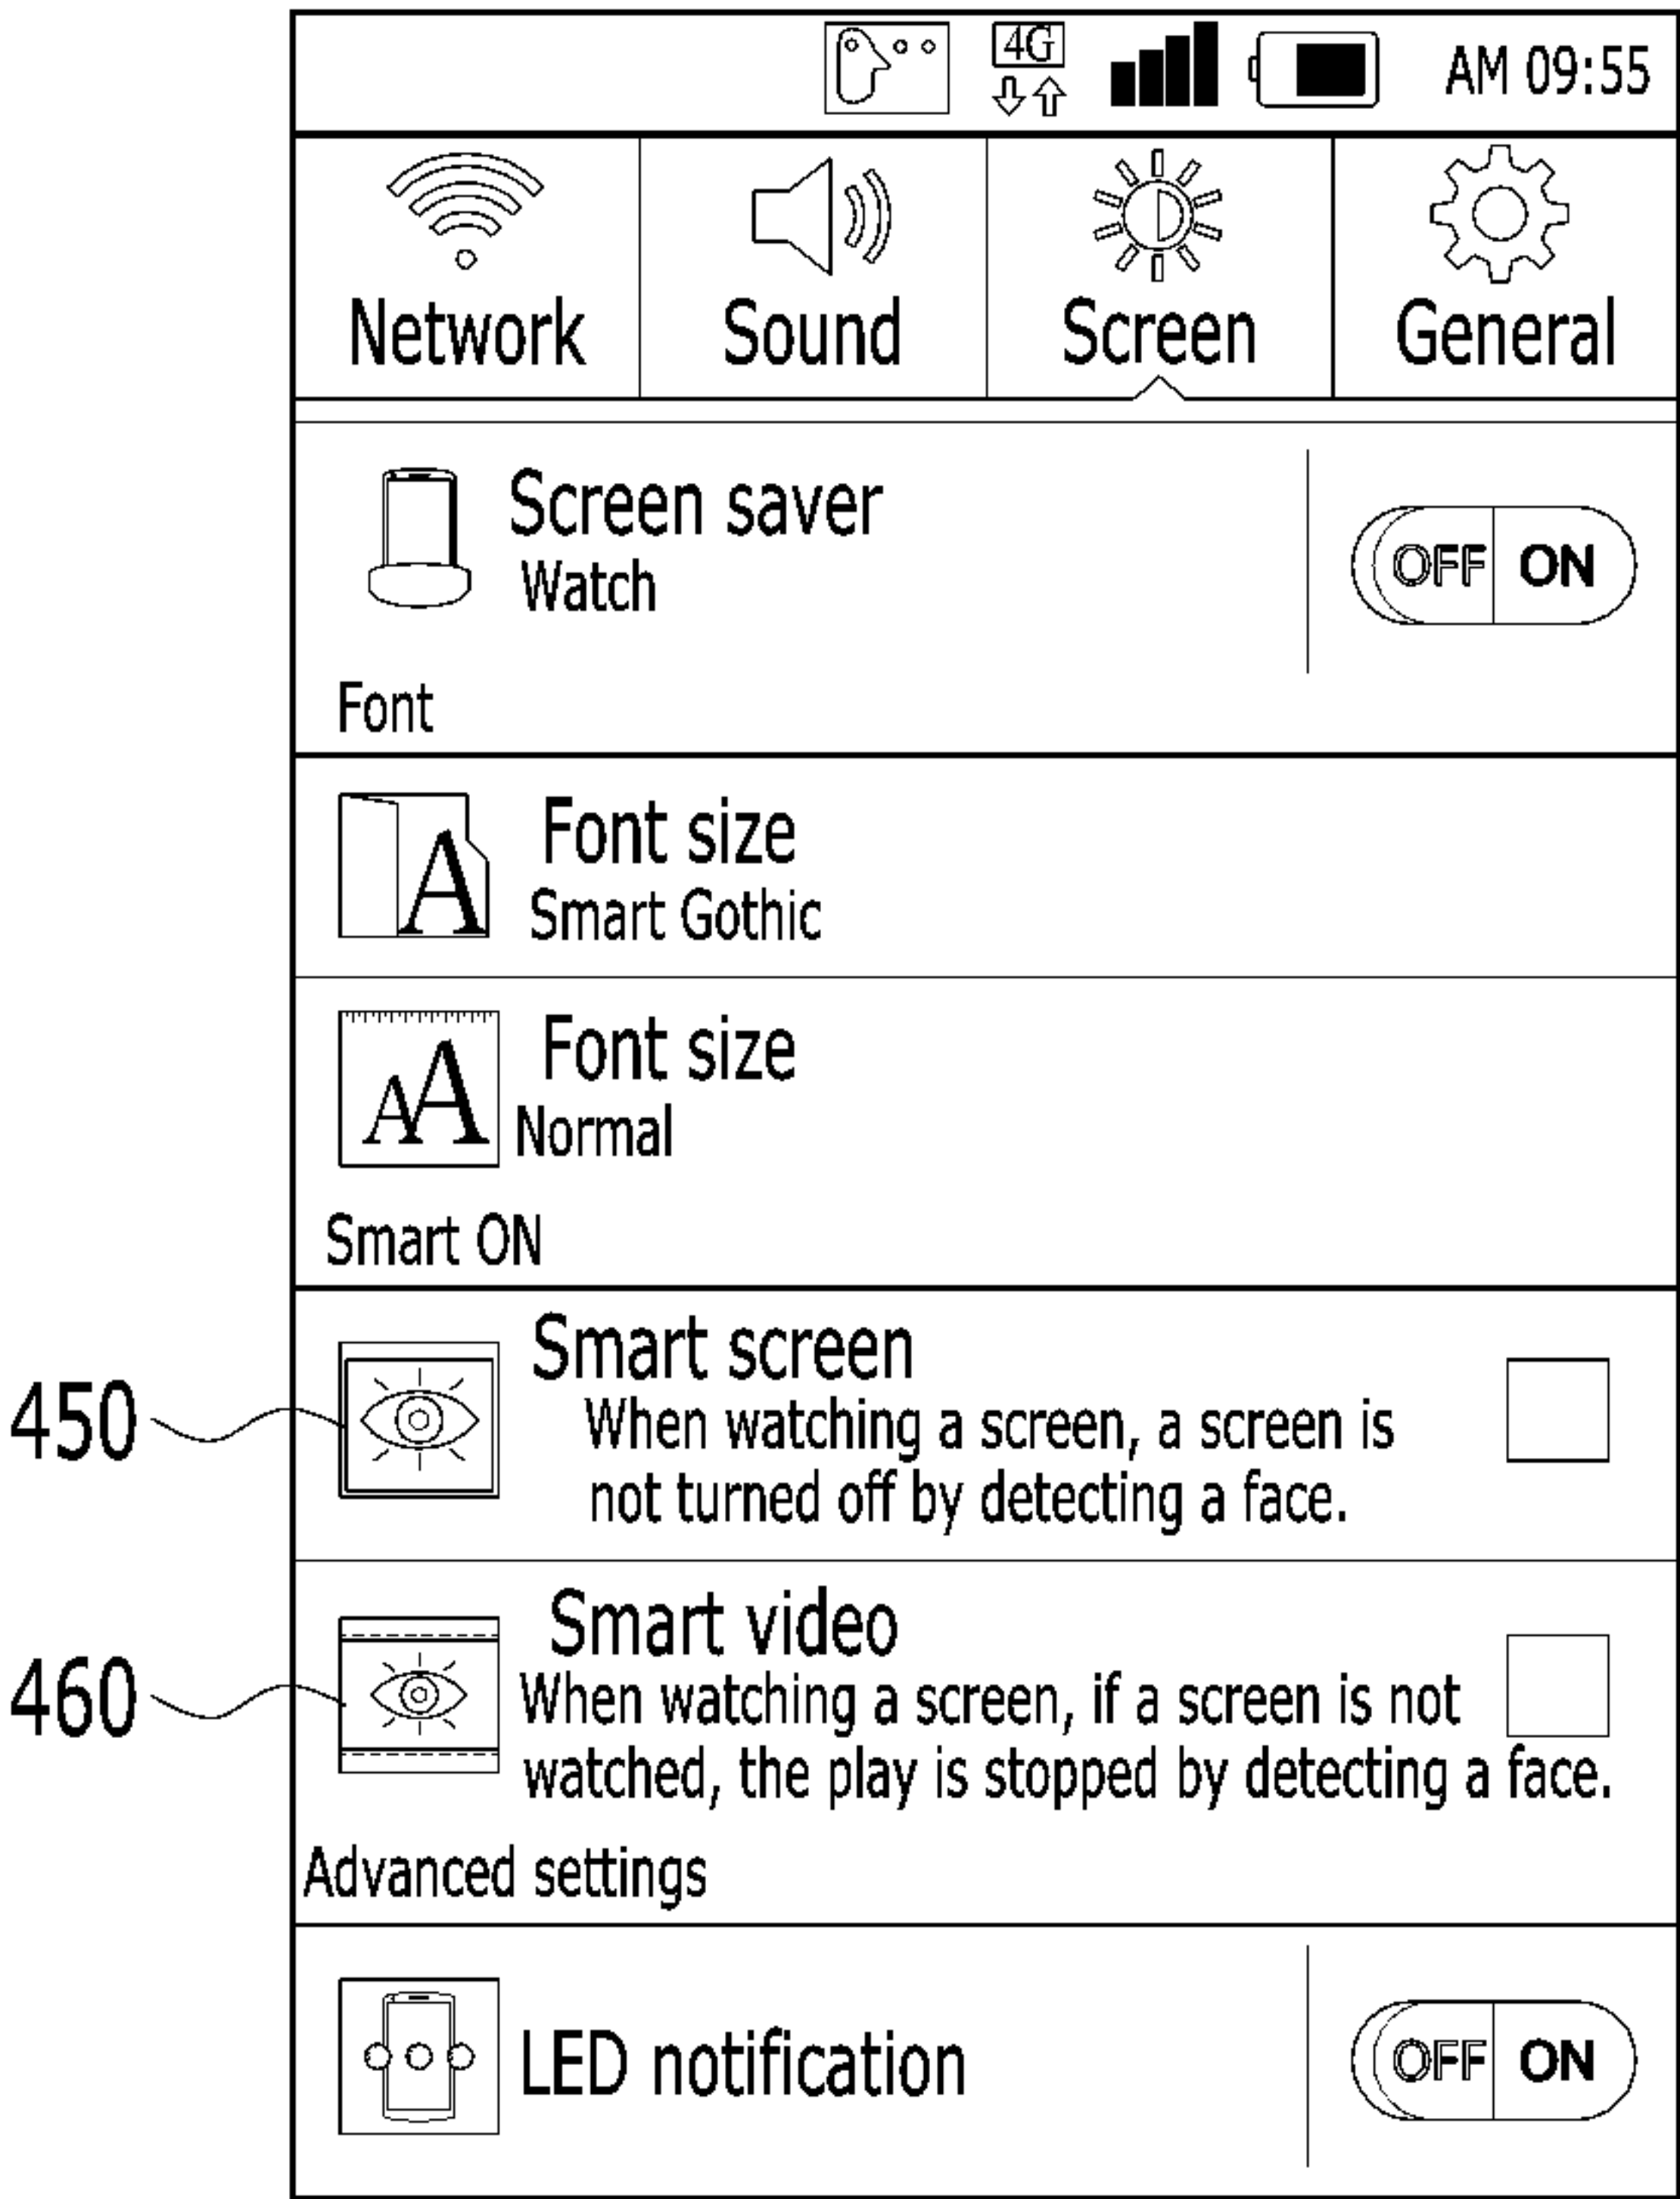 4G AM 09:55
Network Sound Screen General
Screen saver
Watch
OFF ON
Font
Font size
Smart Gothic
Font size
Normal
Smart ON
450
Smart screen
When watching a screen, a screen is
not turned off by detecting a face.
460
Smart video
When watching a screen, if a screen is not
watched, the play is stopped by detecting a face.
Advanced settings
LED notification
OFF ON